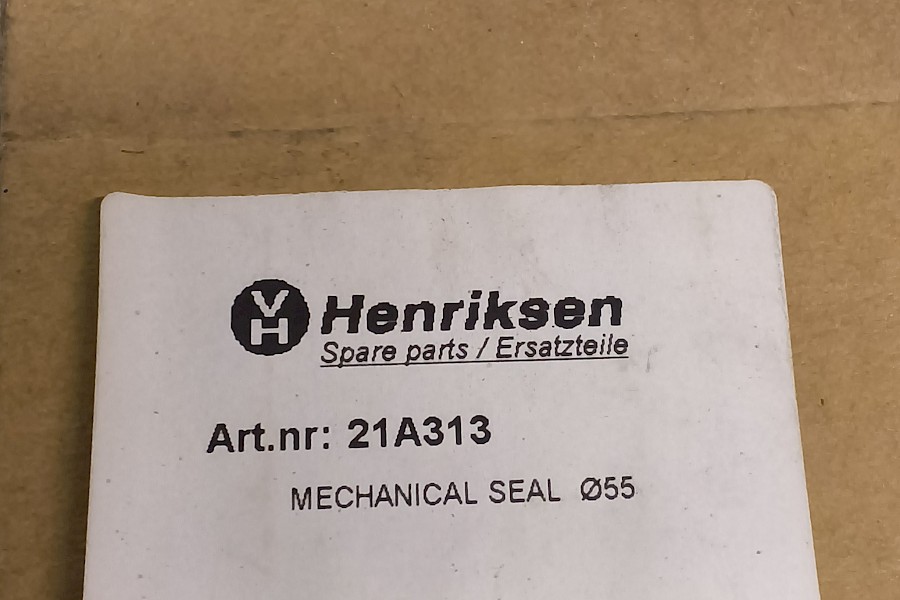 VH Henriksen
Spare parts / Ersatzteile
Art.nr: 21A313
MECHANICAL SEAL Ø55